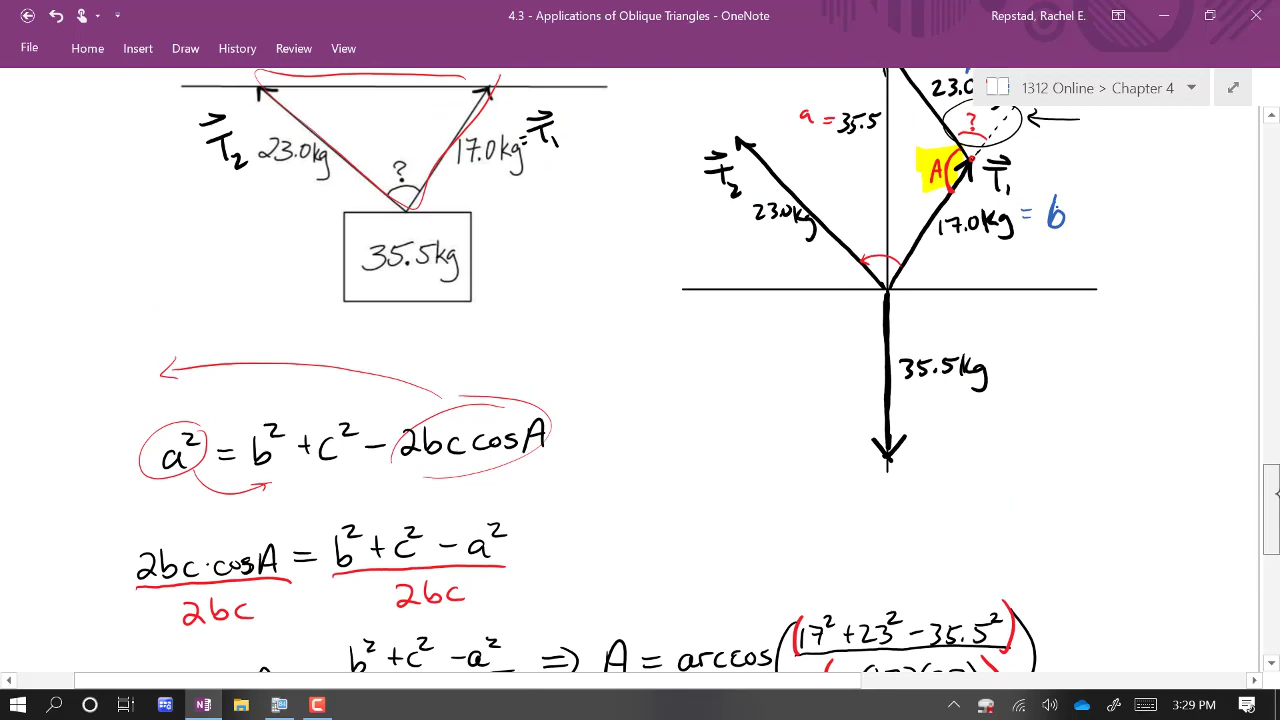 4.3 - Applications of Oblique Triangles - OneNote
Repstad, Rachel E.
File Home Insert Draw History Review View
1312 Online > Chapter 4
T₂
23.0kg
?
17.0kg = T₁
35.5kg
a = 35.5
23.0
?
A
T₁
17.0kg = b
T₂
23.0kg
35.5kg
a² = b² + c² - 2bc cosA
2bc·cosA = b² + c² - a²
2bc 2bc
b² + c² - a² ⇒ A = arccos(17² + 23² - 35.5²)
3:29 PM